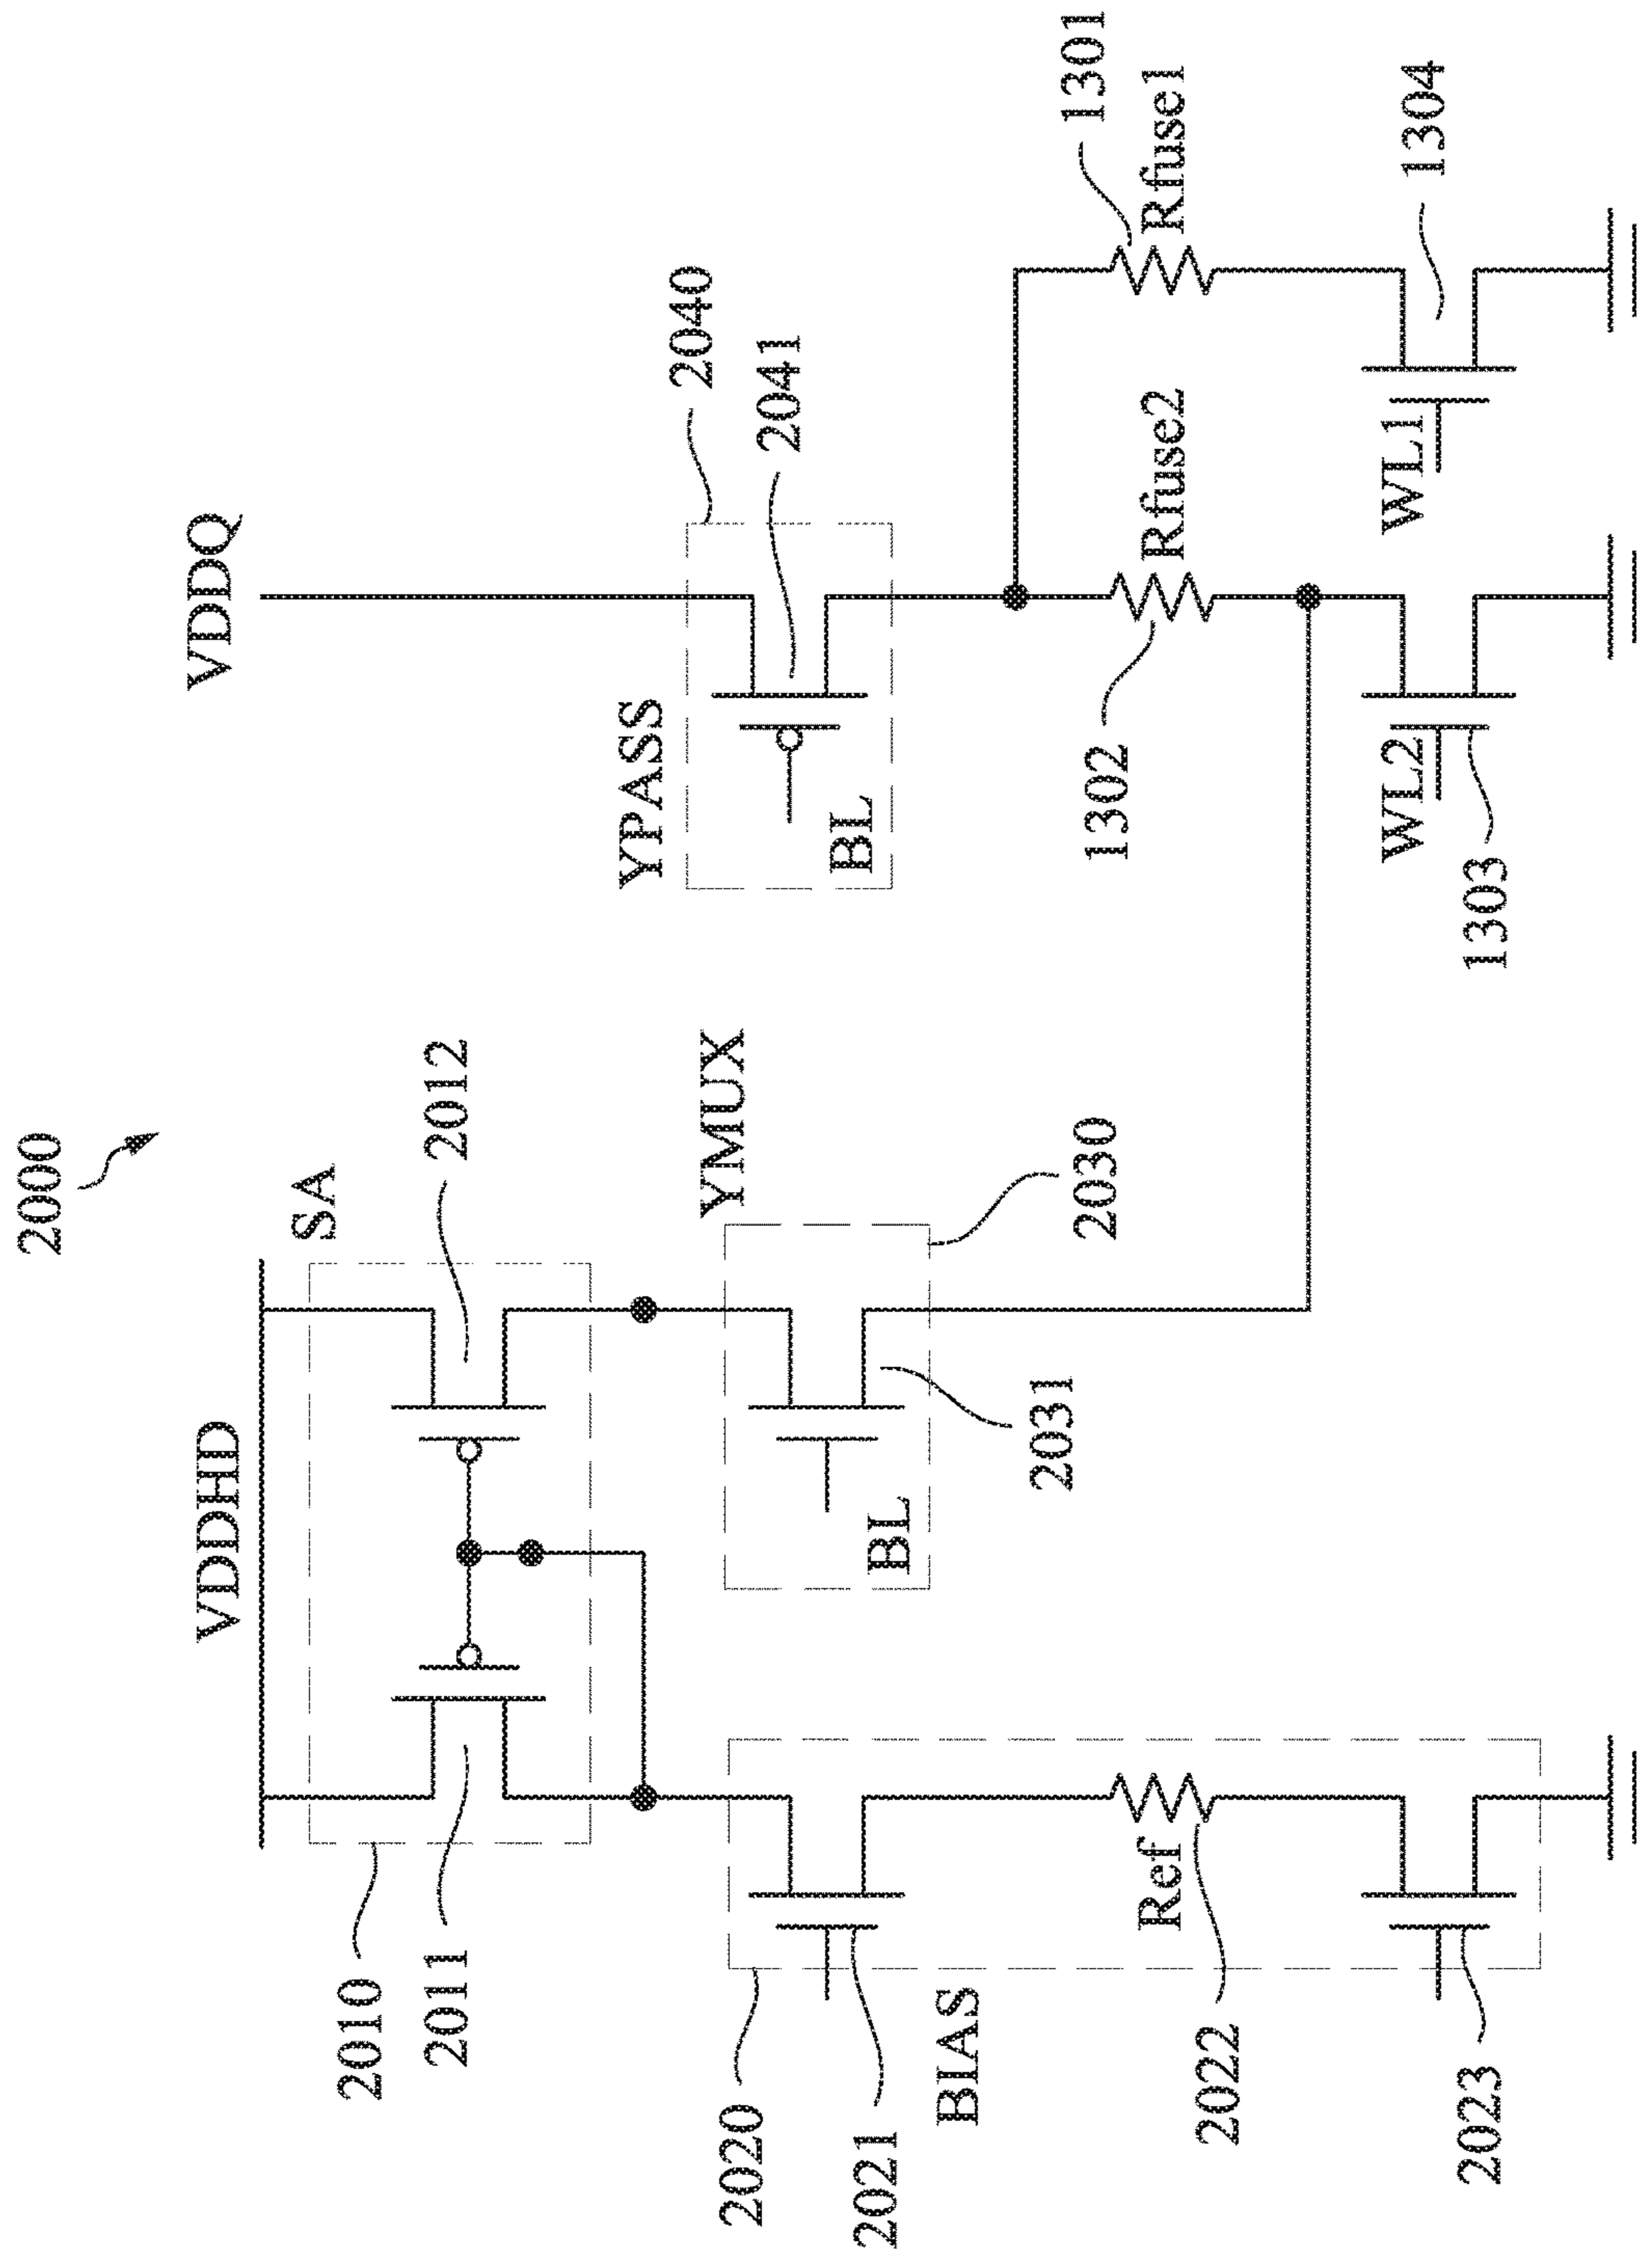 2000
VDDHD
VDDQ
SA
2010
2011
2012
YMUX
YPASS
2040
2041
BL
BL
2030
2031
2020
2021
BIAS
Ref
2022
2023
1301
Rfuse1
Rfuse2
1302
WL2
WL1
1304
1303